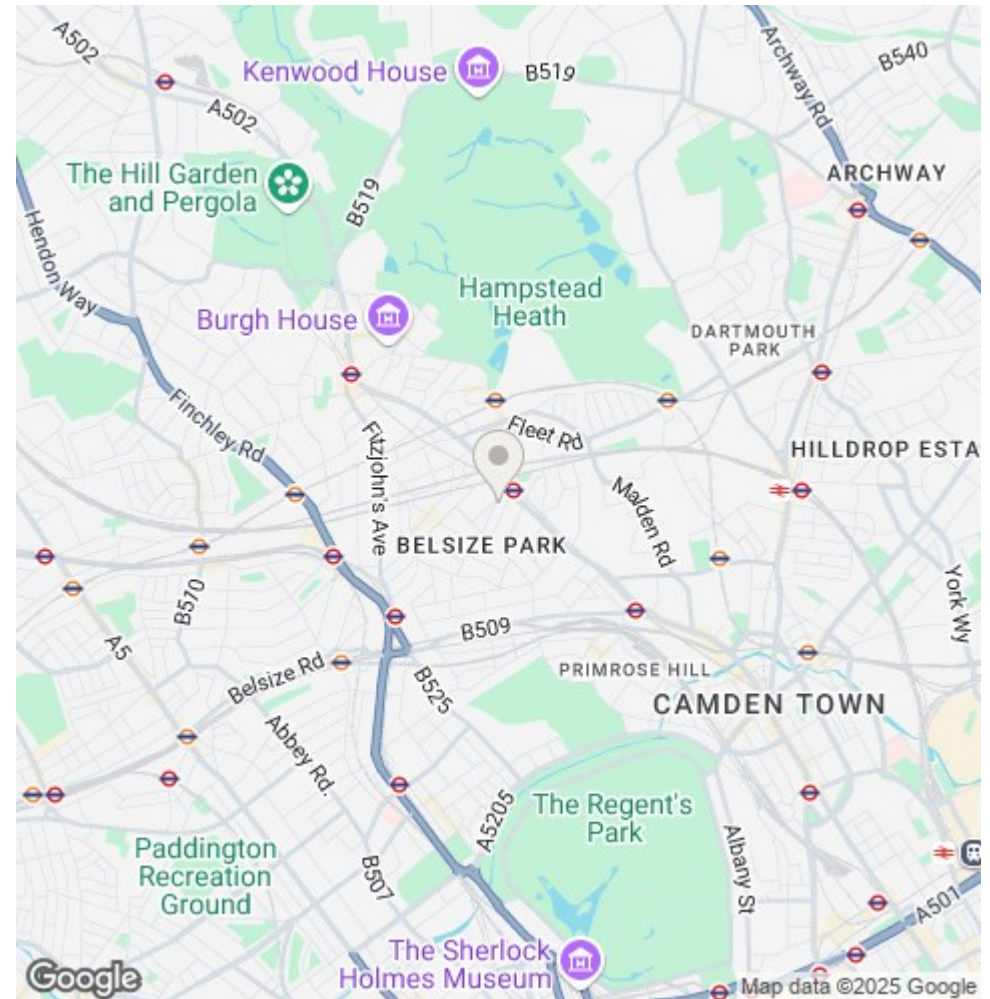 A502
Kenwood House
B519
B540
A502
Archway Rd
The Hill Garden
and Pergola
ARCHWAY
B519
Hendon Way
Hampstead
Heath
Burgh House
DARTMOUTH
PARK
Finchley Rd
Fitzjohn's Ave
Fleet Rd
HILLDROP ESTA
Malden Rd
BELSIZE PARK
York Wy
B510
A5
B509
Belsize Rd
PRIMROSE HILL
B525
CAMDEN TOWN
Abbey Rd.
The Regent's
Park
A5205
Albany St
Paddington
Recreation
Ground
B507
A501
The Sherlock
Holmes Museum
Google
Map data ©2025 Google